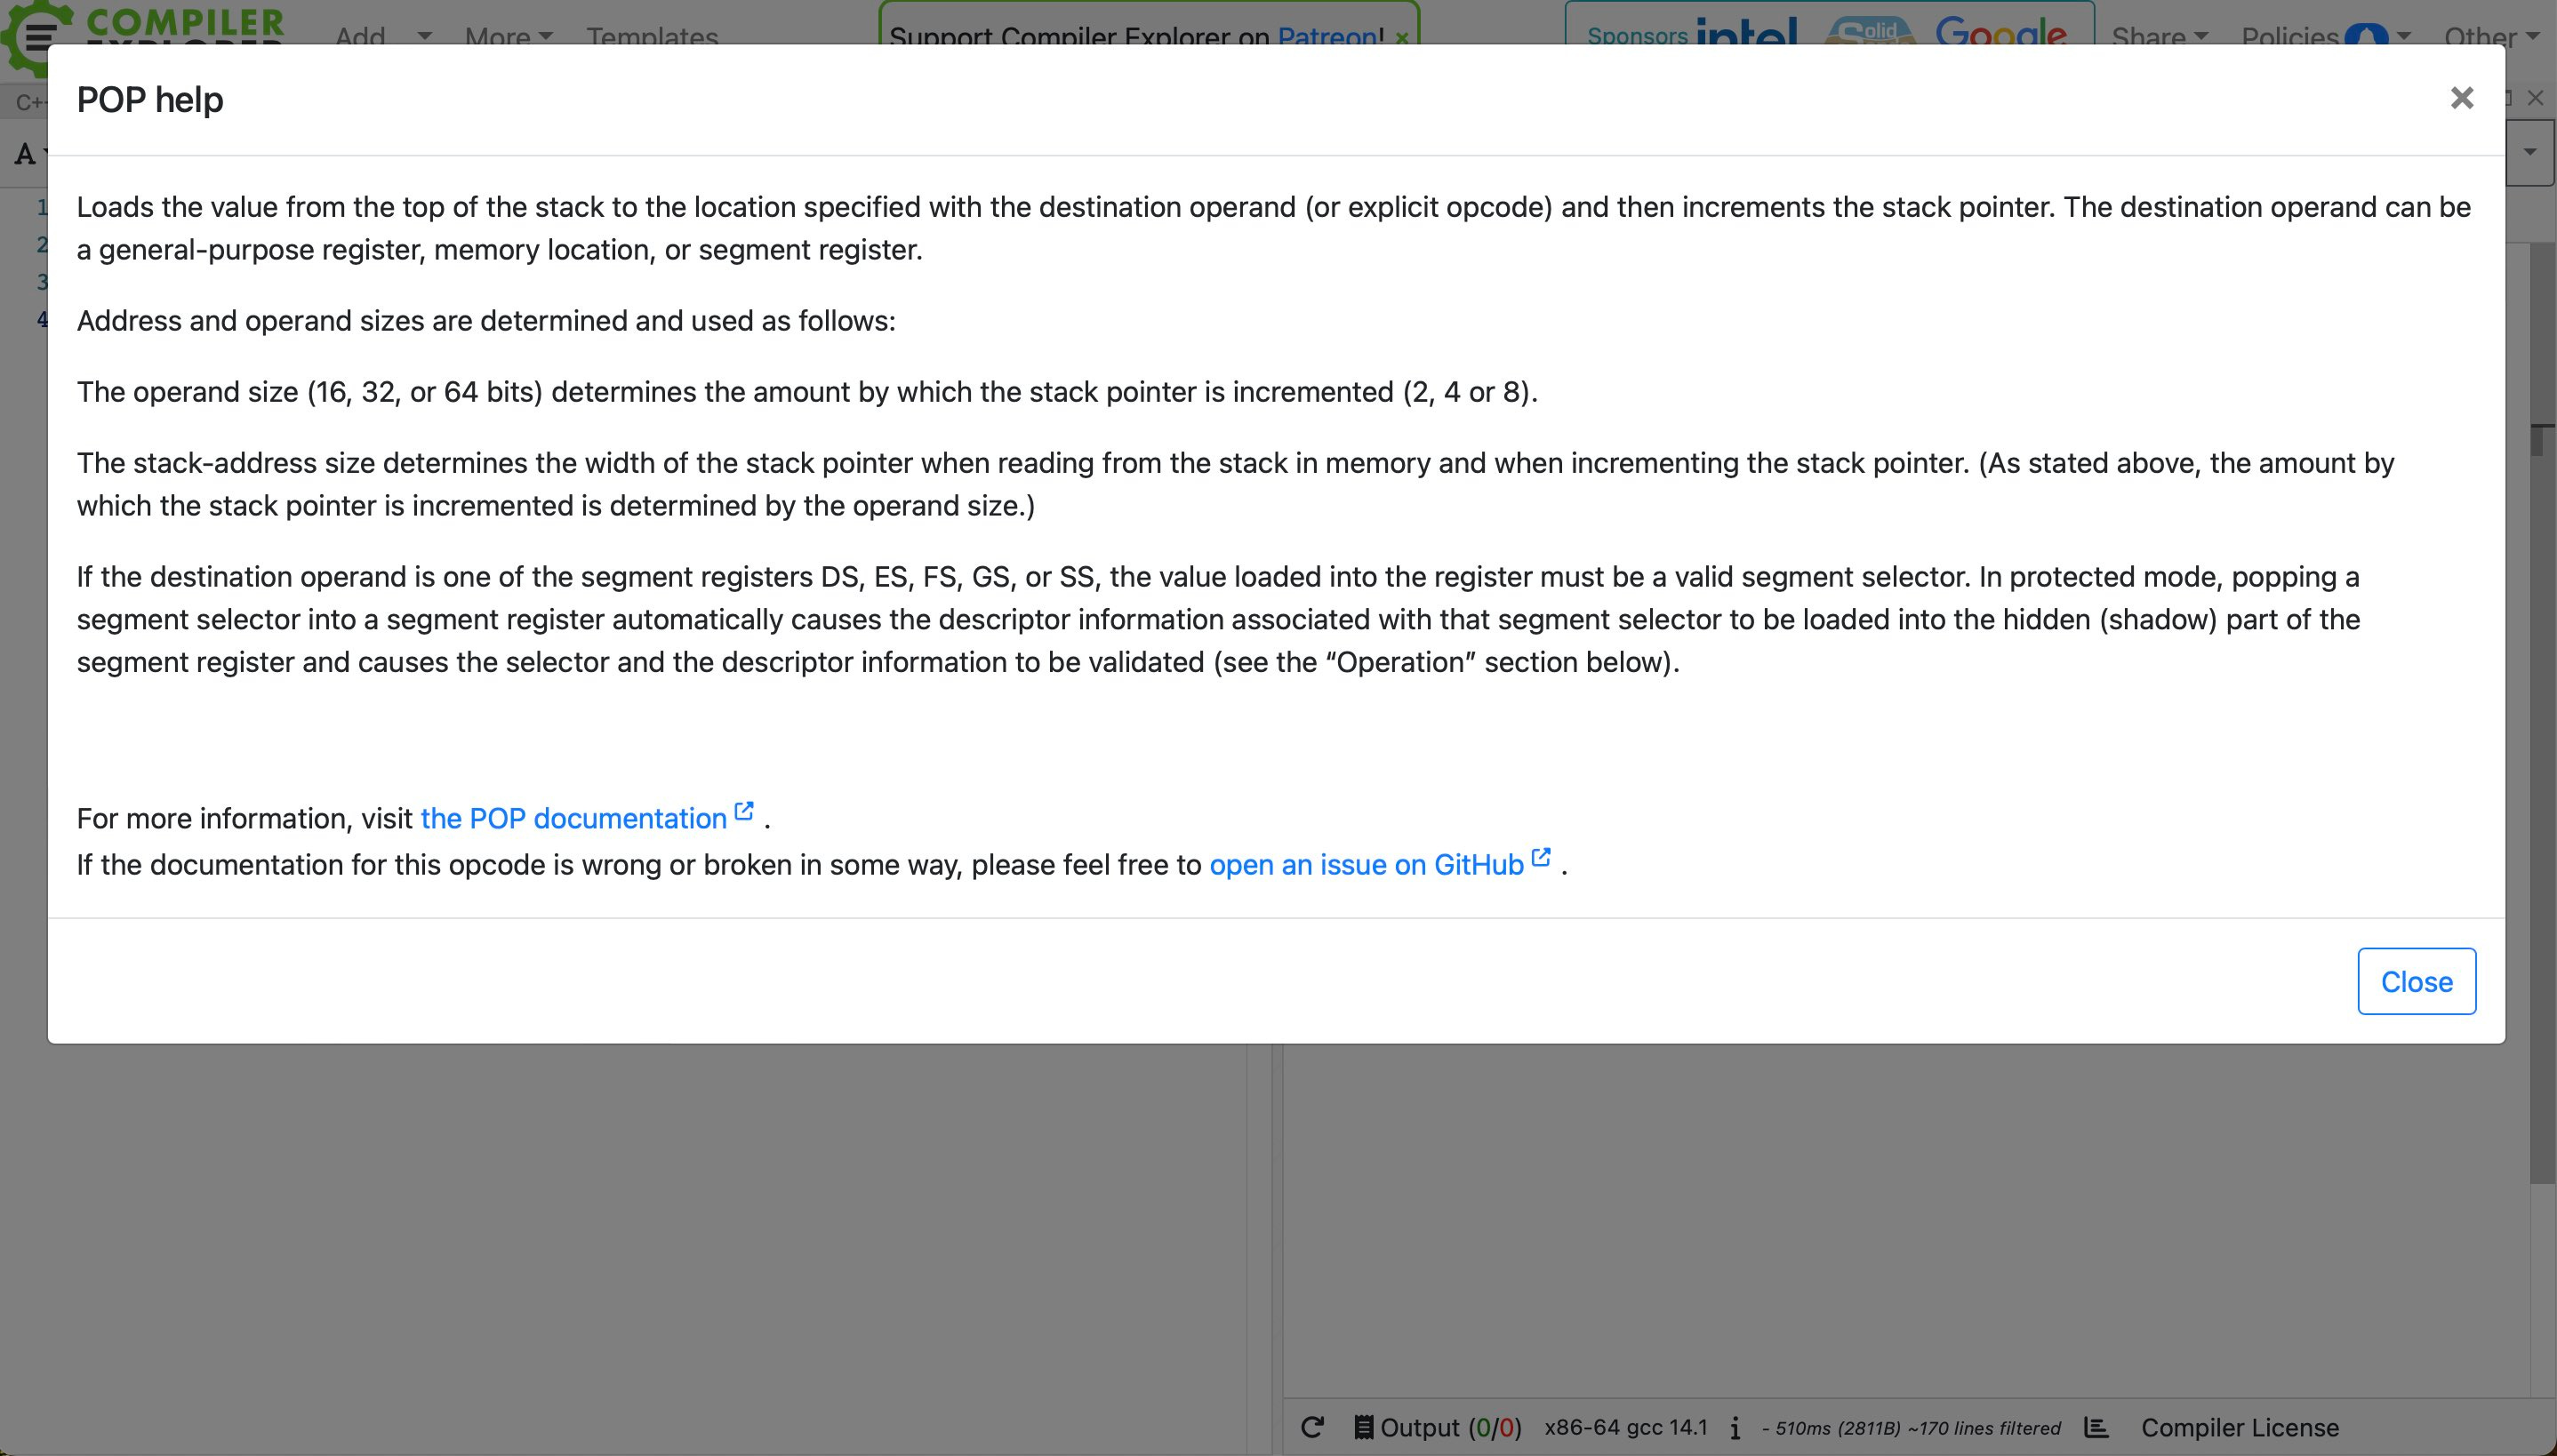 COMPILER
EXPLORER
Add
More
Templates
Support Compiler Explorer on Patreon! ×
Sponsors intel Solid Google
Share
Policies
Other
C++
POP help
A
1
2
3
4
Loads the value from the top of the stack to the location specified with the destination operand (or explicit opcode) and then increments the stack pointer. The destination operand can be
a general-purpose register, memory location, or segment register.
Address and operand sizes are determined and used as follows:
The operand size (16, 32, or 64 bits) determines the amount by which the stack pointer is incremented (2, 4 or 8).
The stack-address size determines the width of the stack pointer when reading from the stack in memory and when incrementing the stack pointer. (As stated above, the amount by
which the stack pointer is incremented is determined by the operand size.)
If the destination operand is one of the segment registers DS, ES, FS, GS, or SS, the value loaded into the register must be a valid segment selector. In protected mode, popping a
segment selector into a segment register automatically causes the descriptor information associated with that segment selector to be loaded into the hidden (shadow) part of the
segment register and causes the selector and the descriptor information to be validated (see the “Operation” section below).
For more information, visit the POP documentation .
If the documentation for this opcode is wrong or broken in some way, please feel free to open an issue on GitHub .
Close
Output (0/0) x86-64 gcc 14.1 i - 510ms (2811B) ~170 lines filtered Compiler License